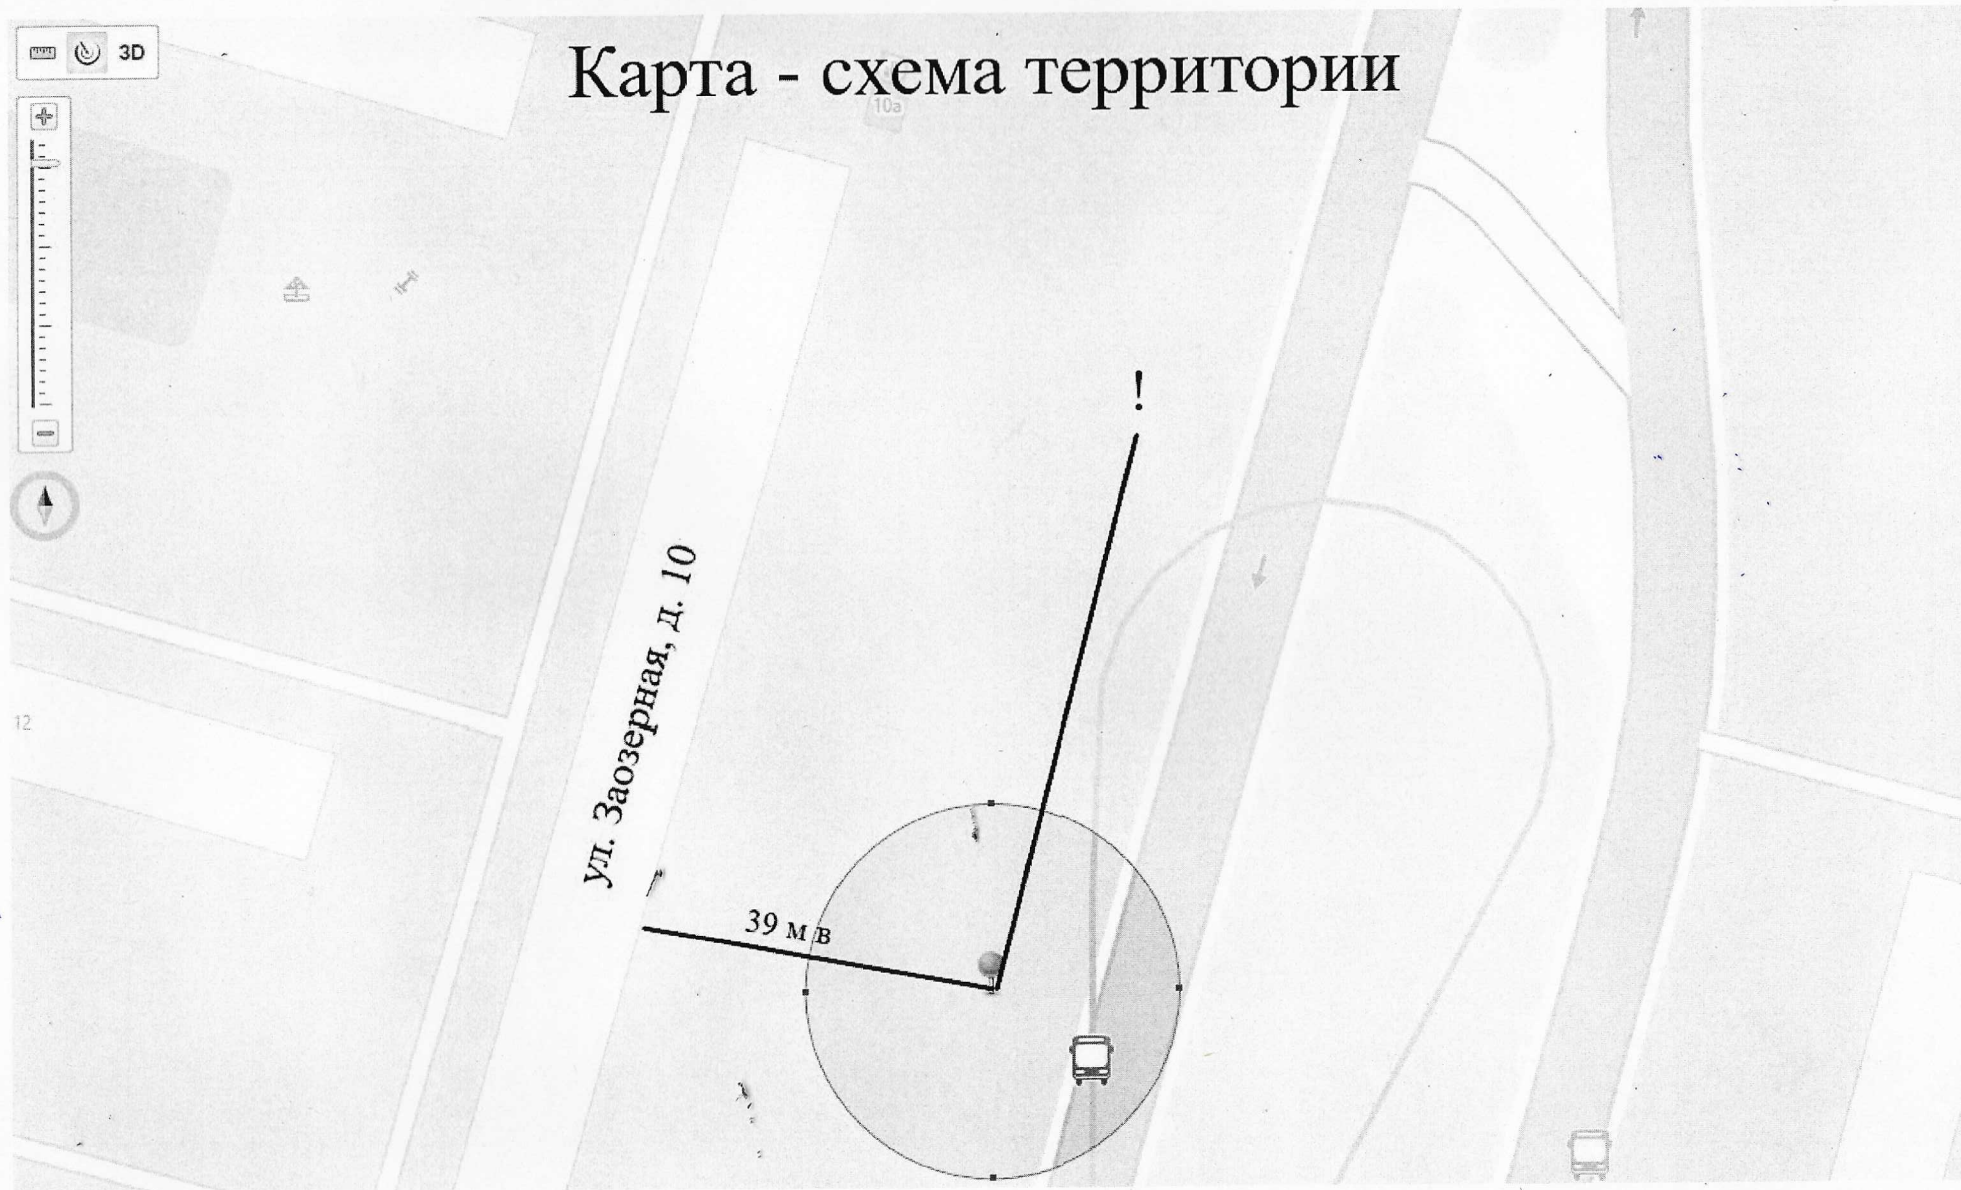 3D
Карта - схема территории
10а
!
ул. Заозерная, д. 10
12
39 м в